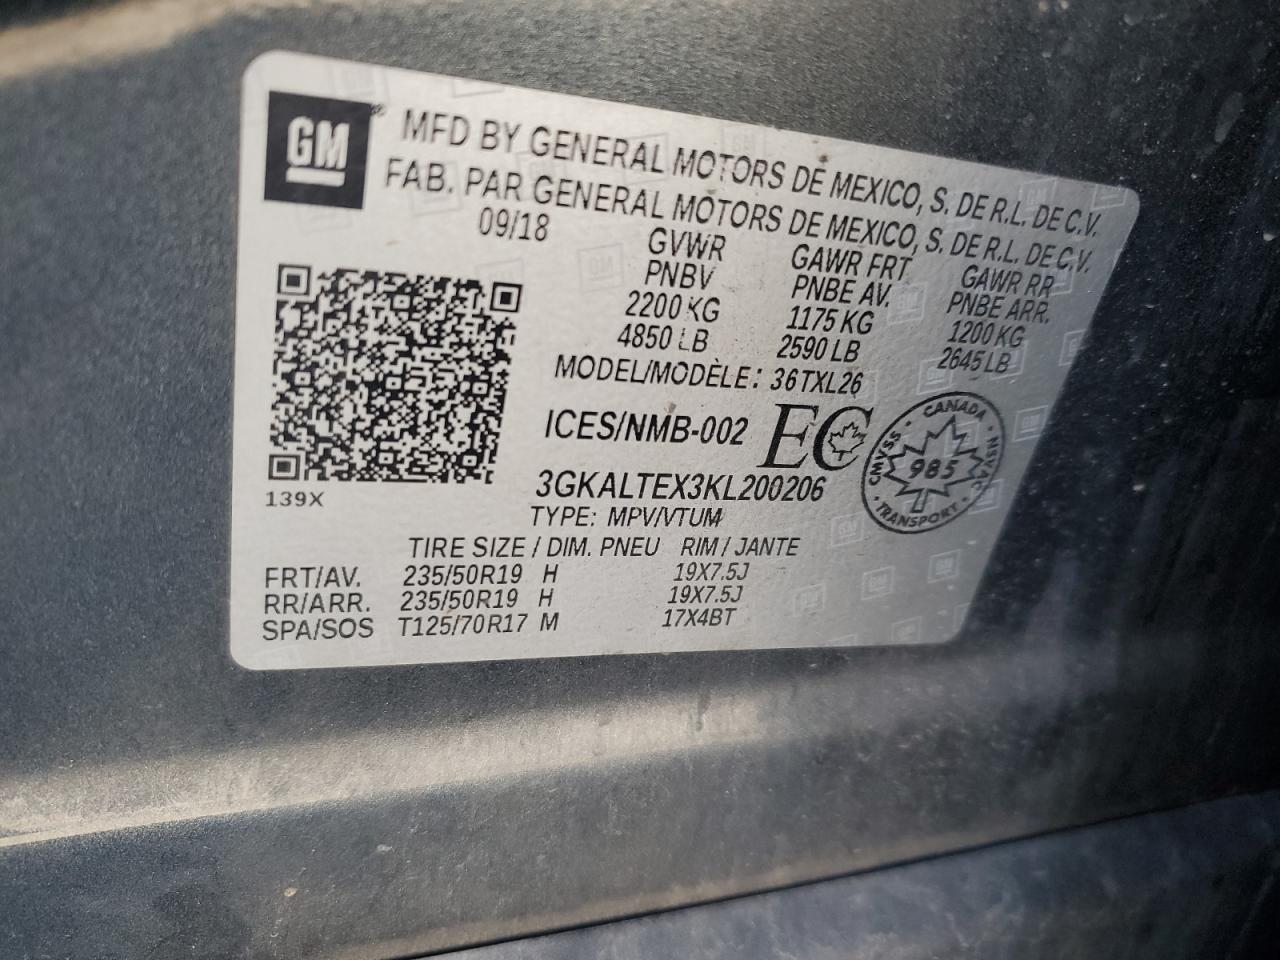 GM
MFD BY GENERAL MOTORS DE MEXICO, S. DE R.L. DE C.V.
FAB. PAR GENERAL MOTORS DE MEXICO, S. DE R.L. DE C.V.
09/18
GVWR GAWR FRT GAWR RR
PNBV PNBE AV. PNBE ARR.
2200 KG 1175 KG 1200 KG
4850 LB 2590 LB 2645 LB
MODEL/MODÈLE: 36TXL26
ICES/NMB-002 EC
CANADA
CMVSS 985 NSVAC
TRANSPORT
3GKALTEX3KL200206
139X
TYPE: MPV/VTUM
TIRE SIZE / DIM. PNEU RIM / JANTE
FRT/AV. 235/50R19 H 19X7.5J
RR/ARR. 235/50R19 H 19X7.5J
SPA/SOS T125/70R17 M 17X4BT